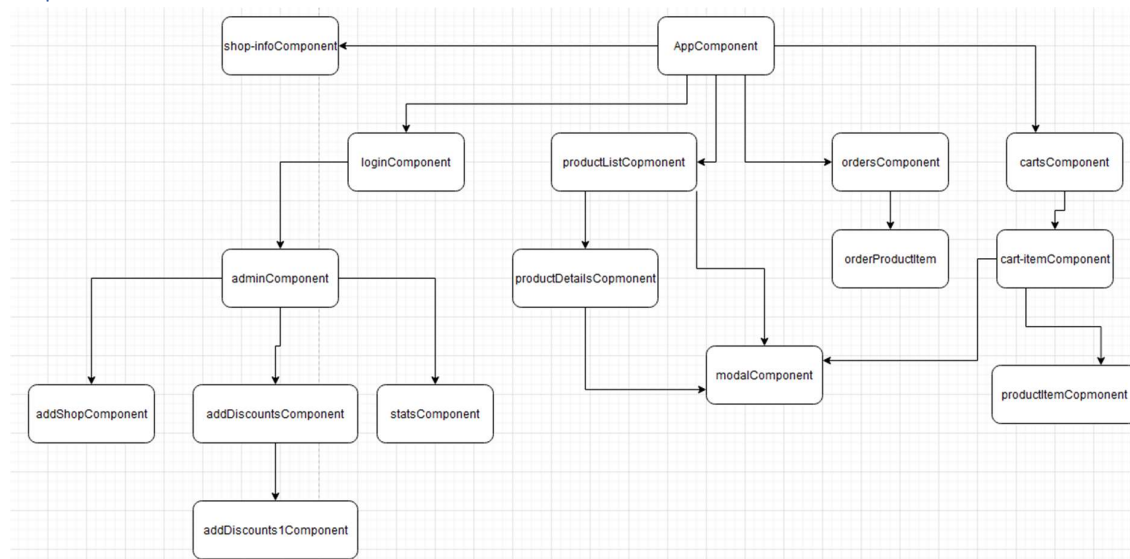 shop-infoComponent
AppComponent
loginComponent
productListCopmonent
ordersComponent
cartsComponent
adminComponent
productDetailsCopmonent
orderProductItem
cart-itemComponent
modalComponent
addShopComponent
addDiscountsComponent
statsComponent
productItemCopmonent
addDiscounts1Component